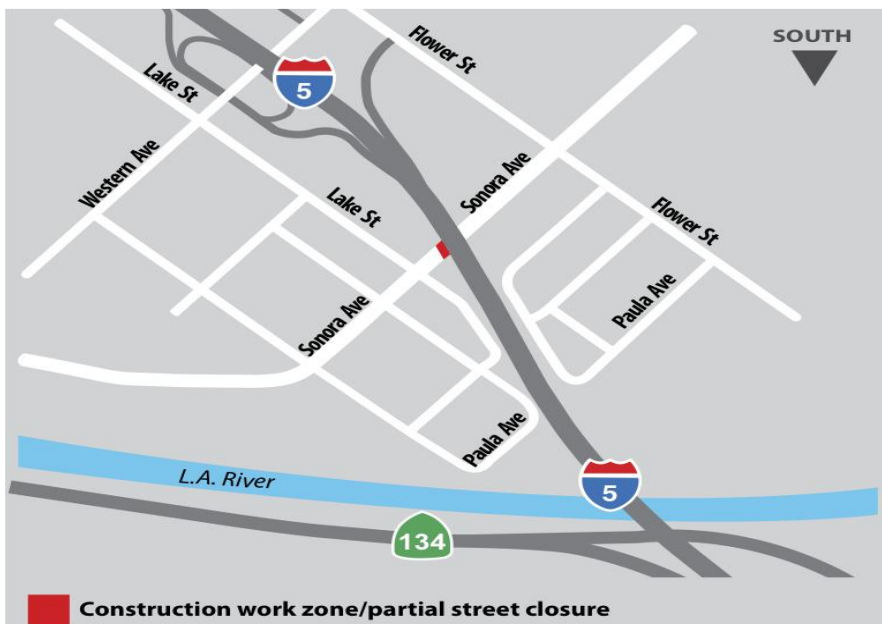 SOUTH
Flower St
Lake St
5
Western Ave
Sonora Ave
Lake St
Flower St
Paula Ave
Sonora Ave
Paula Ave
L.A. River
5
134
Construction work zone/partial street closure